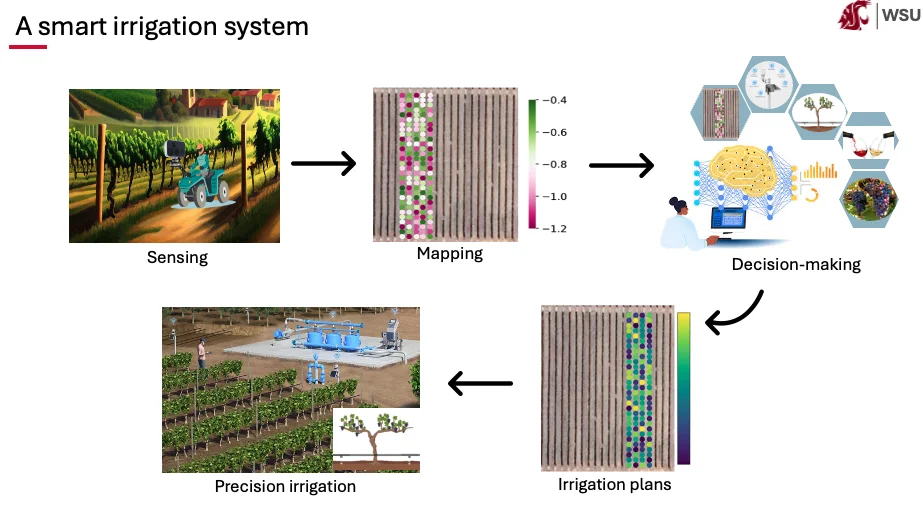 A smart irrigation system
WSU
−0.4
−0.6
−0.8
−1.0
−1.2
Sensing
Mapping
Decision-making
Precision irrigation
Irrigation plans